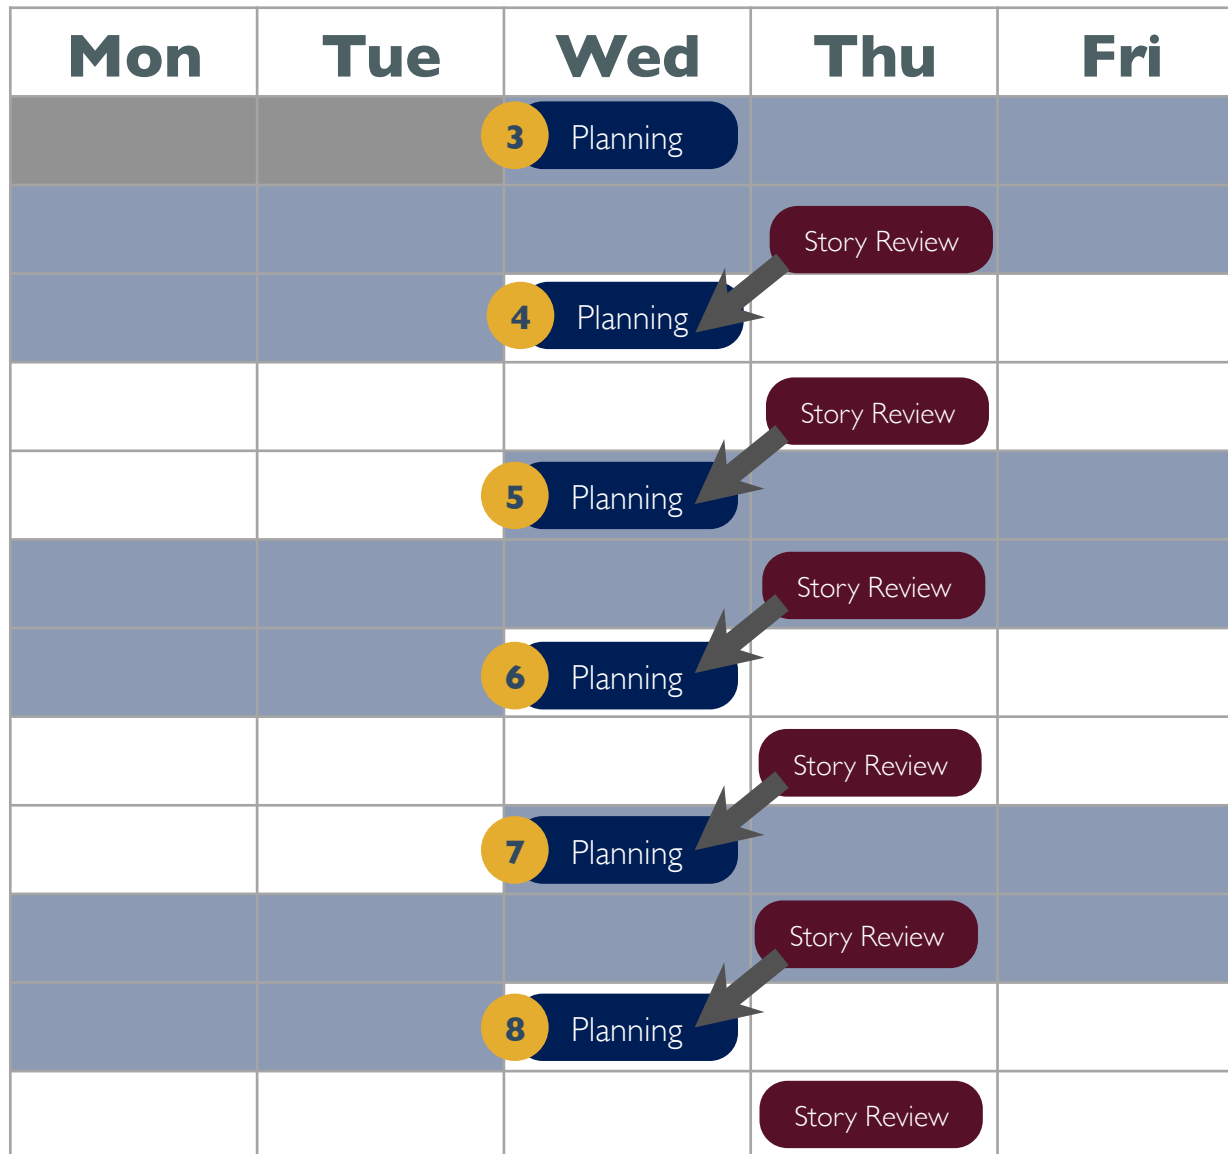 Mon Tue Wed Thu Fri
3 Planning
Story Review
4 Planning
Story Review
5 Planning
Story Review
6 Planning
Story Review
7 Planning
Story Review
8 Planning
Story Review